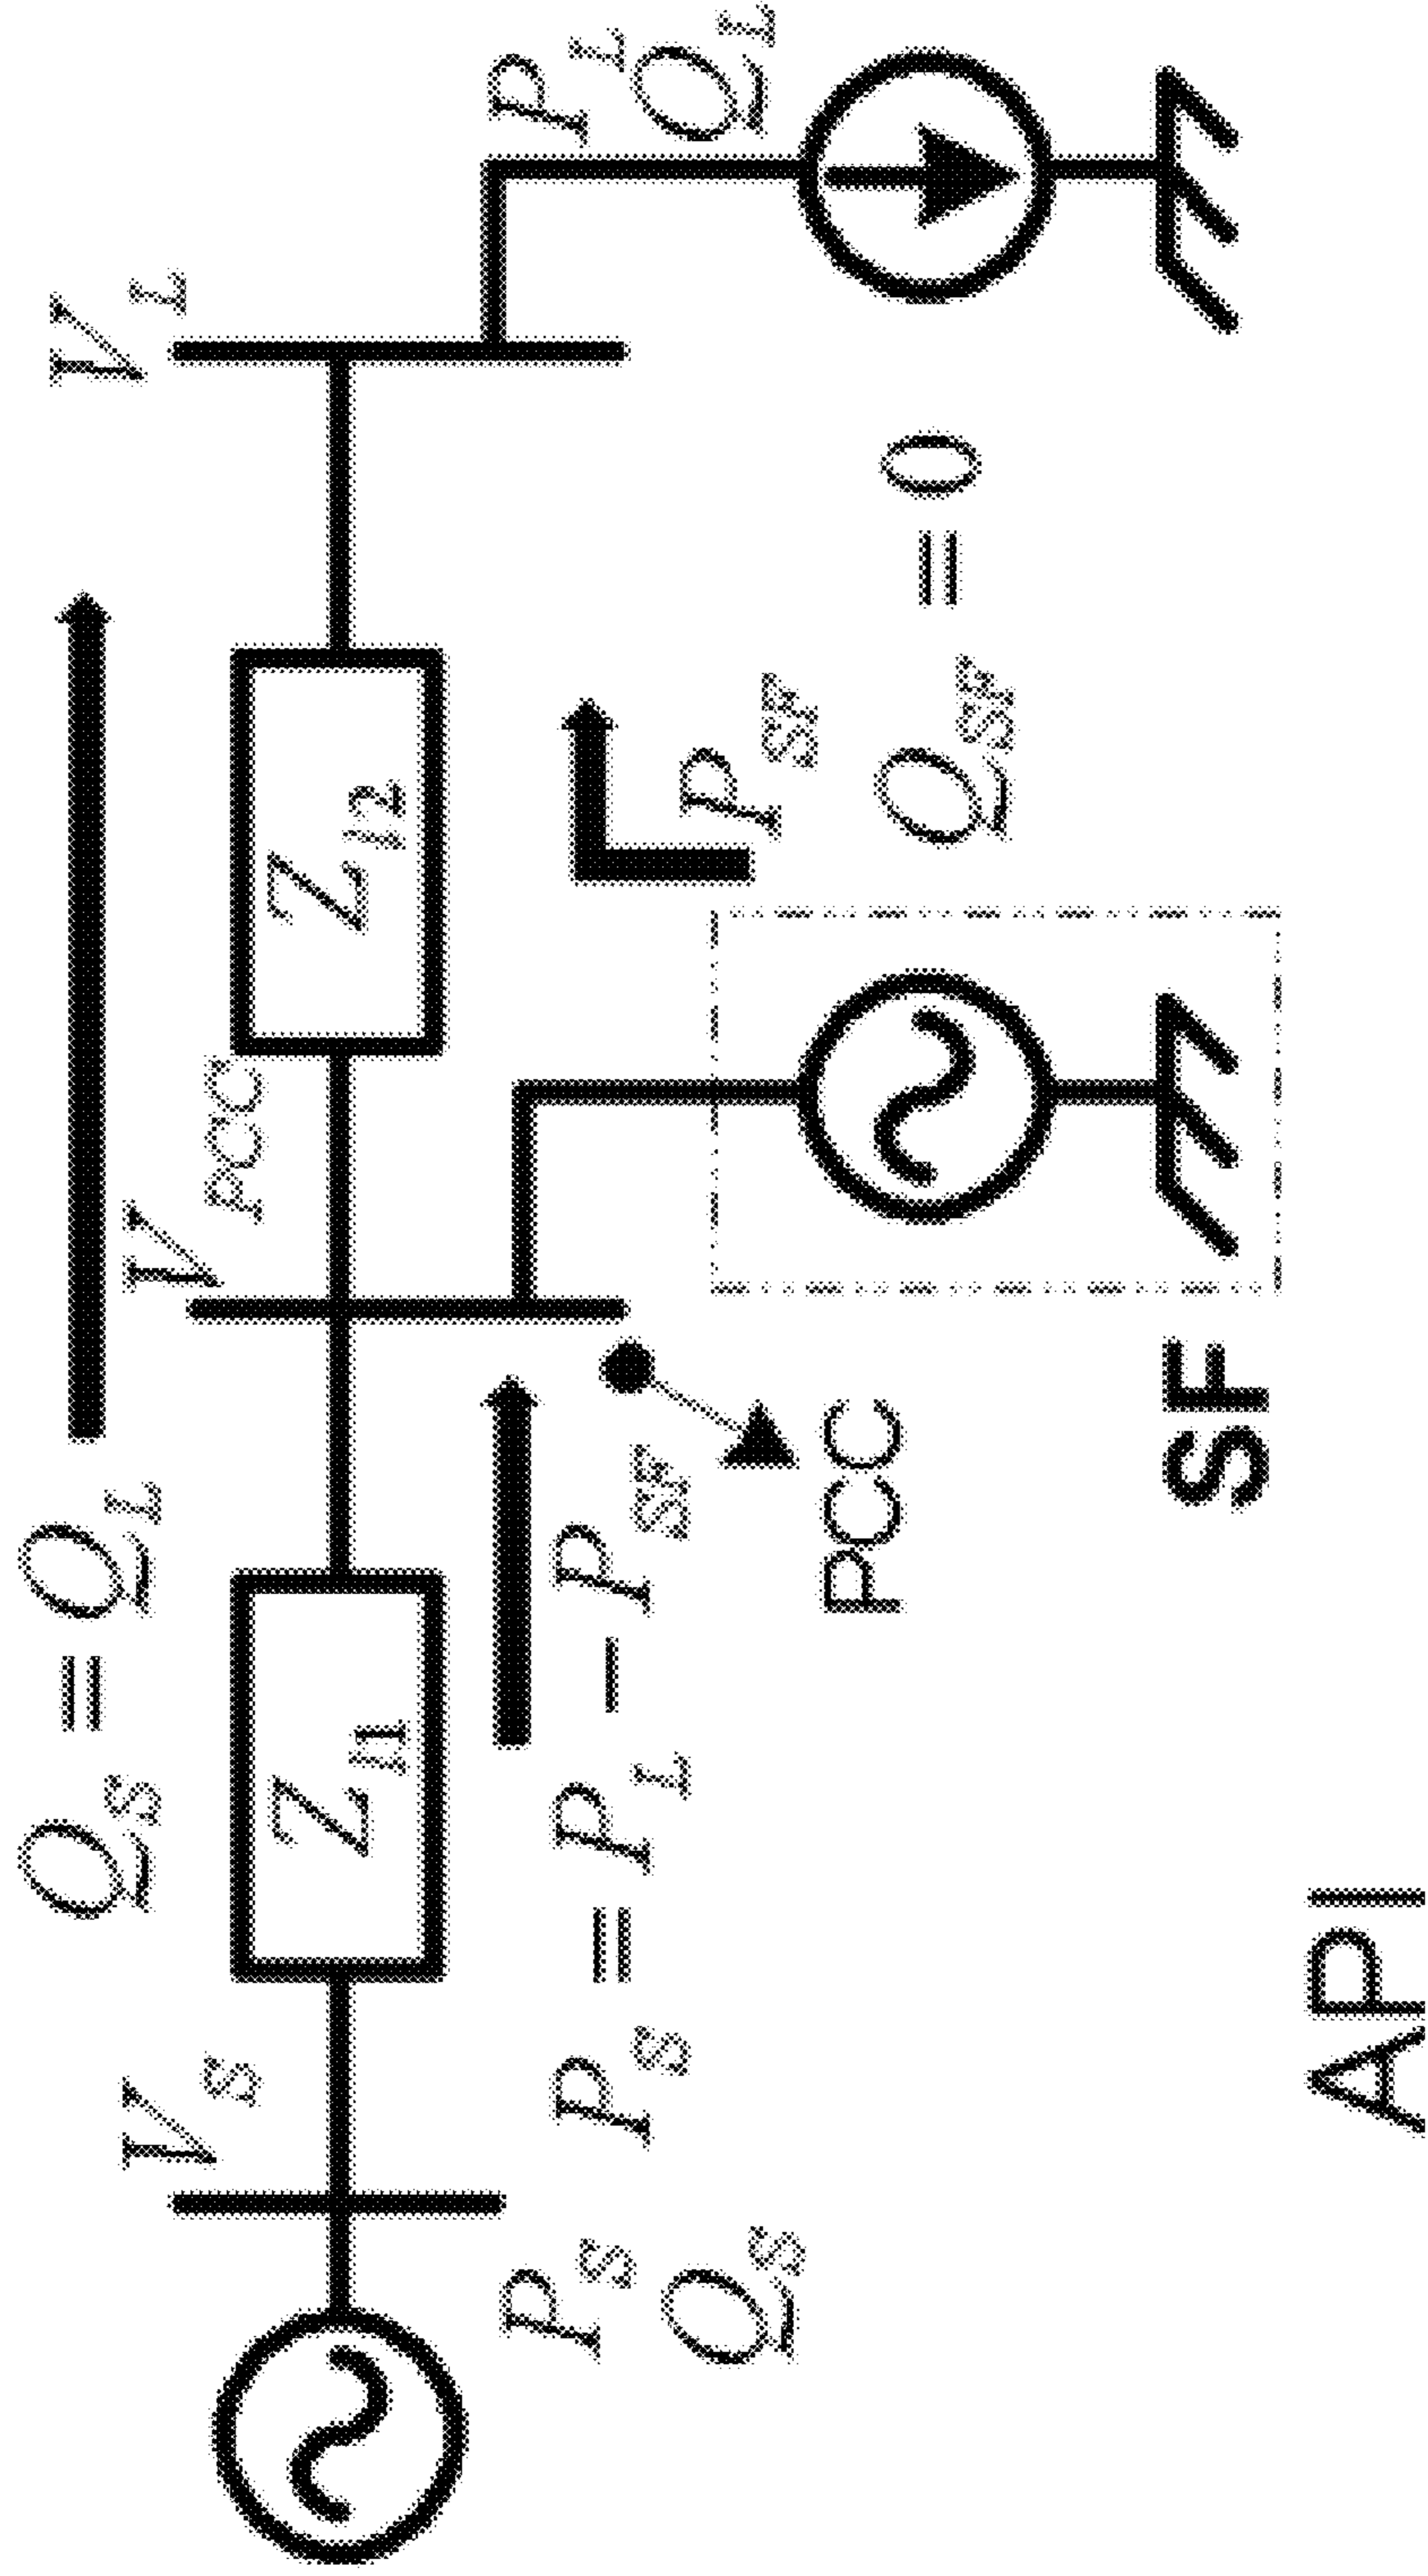 Q_S = Q_L
V_S
V_PCC
V_L
Z_l1
Z_l2
P_S
Q_S
P_S = P_L − P_SF
P_SF
Q_SF = 0
P_L
Q_L
PCC
SF
API